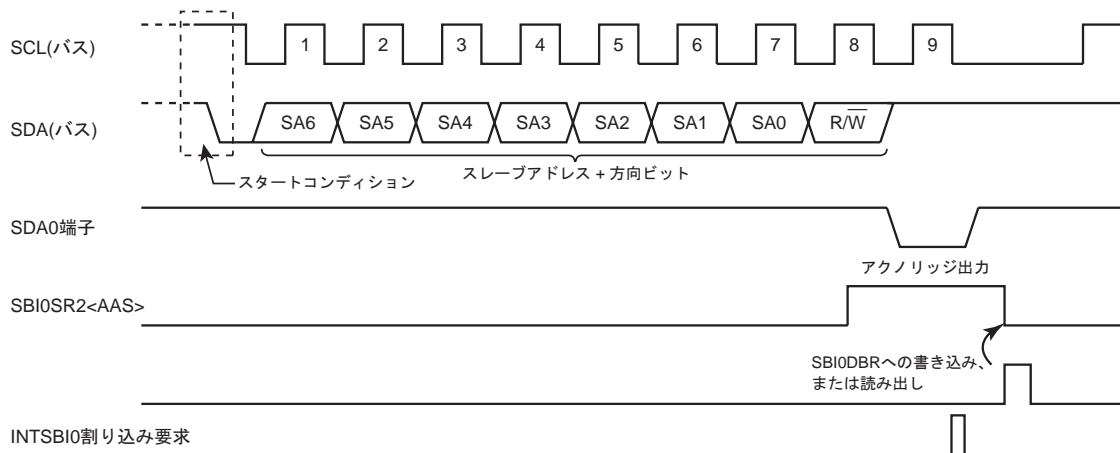 SCL(バス)
1 2 3 4 5 6 7 8 9
SDA(バス)
SA6 SA5 SA4 SA3 SA2 SA1 SA0 R/W̅
スタートコンディション
スレーブアドレス + 方向ビット
SDA0端子
アクノリッジ出力
SBI0SR2<AAS>
SBI0DBRへの書き込み、
または読み出し
INTSBI0割り込み要求